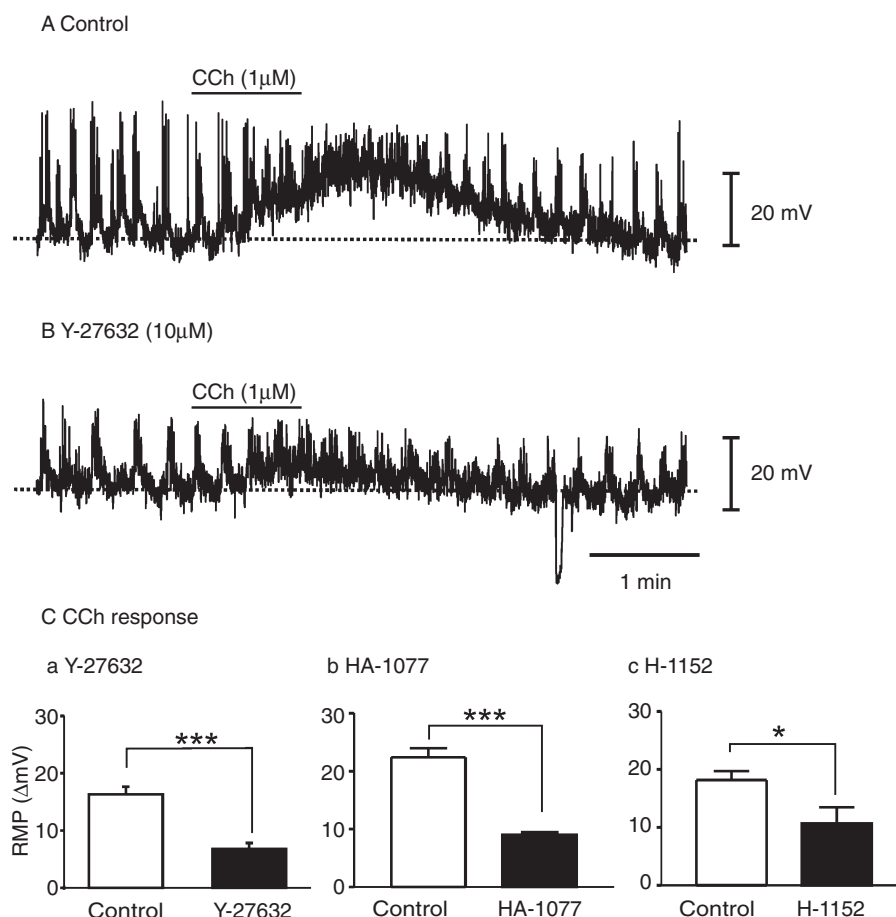 A Control
CCh (1μM)
20 mV
B Y-27632 (10μM)
CCh (1μM)
20 mV
1 min
C CCh response
a Y-27632
b HA-1077
c H-1152
RMP (ΔmV)
30
20
10
0
***
Control
Y-27632
30
20
10
0
***
Control
HA-1077
30
20
10
0
*
Control
H-1152